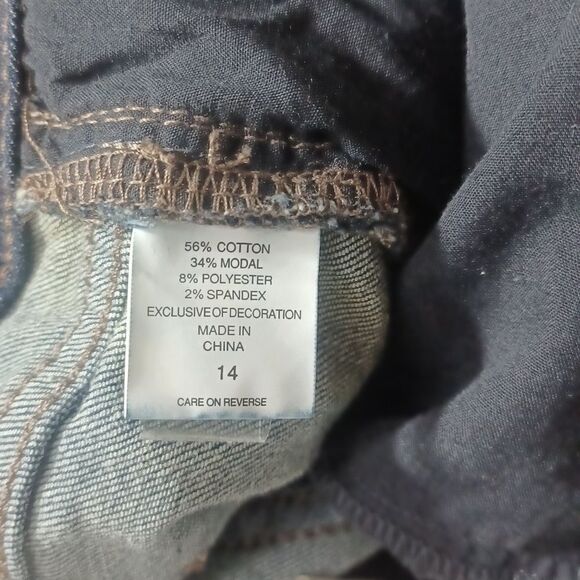 56% COTTON
34% MODAL
8% POLYESTER
2% SPANDEX
EXCLUSIVE OF DECORATION
MADE IN
CHINA
14
CARE ON REVERSE